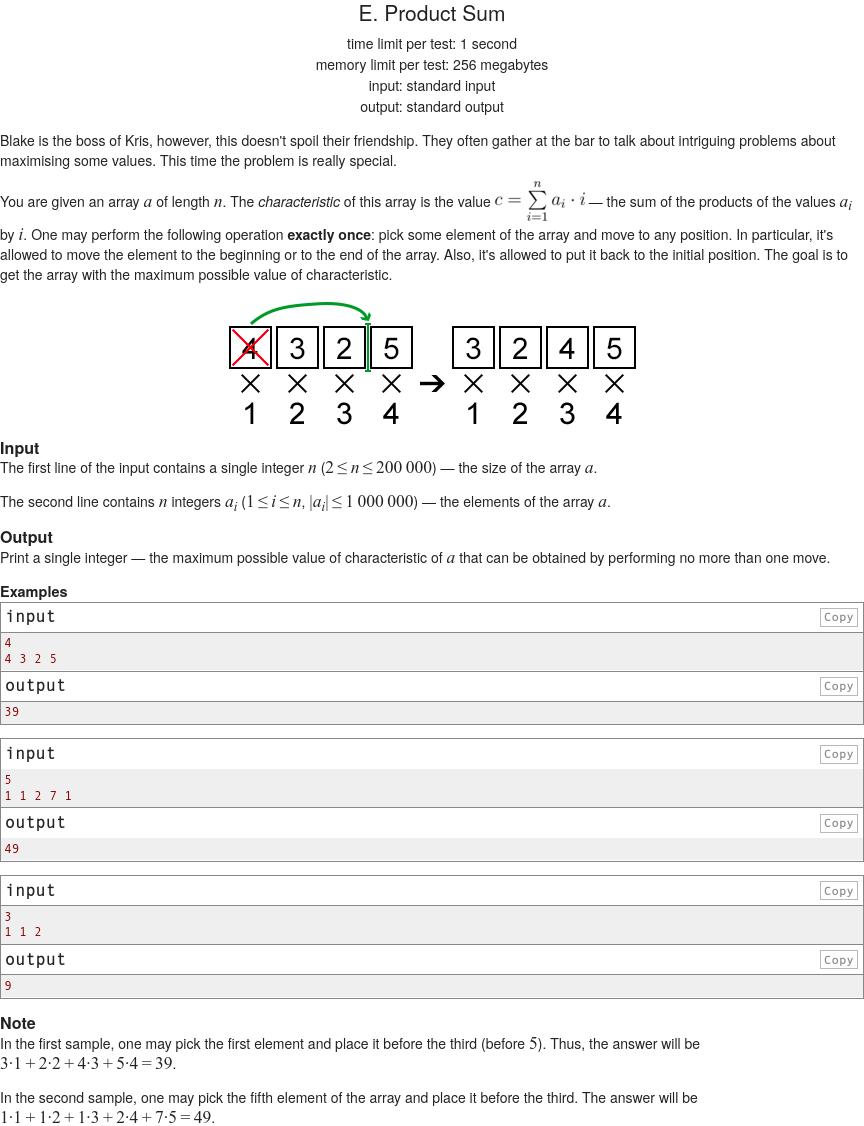 E. Product Sum
time limit per test: 1 second
memory limit per test: 256 megabytes
input: standard input
output: standard output
Blake is the boss of Kris, however, this doesn't spoil their friendship. They often gather at the bar to talk about intriguing problems about
maximising some values. This time the problem is really special.
You are given an array a of length n. The characteristic of this array is the value c = ∑_{i=1}^{n} a_i · i — the sum of the products of the values a_i
by i. One may perform the following operation exactly once: pick some element of the array and move to any position. In particular, it's
allowed to move the element to the beginning or to the end of the array. Also, it's allowed to put it back to the initial position. The goal is to
get the array with the maximum possible value of characteristic.
4 3 2 5 3 2 4 5
× × × × ➔ × × × ×
1 2 3 4 1 2 3 4
Input
The first line of the input contains a single integer n (2 ≤ n ≤ 200 000) — the size of the array a.
The second line contains n integers a_i (1 ≤ i ≤ n, |a_i| ≤ 1 000 000) — the elements of the array a.
Output
Print a single integer — the maximum possible value of characteristic of a that can be obtained by performing no more than one move.
Examples
input Copy
4
4 3 2 5
output Copy
39
input Copy
5
1 1 2 7 1
output Copy
49
input Copy
3
1 1 2
output Copy
9
Note
In the first sample, one may pick the first element and place it before the third (before 5). Thus, the answer will be
3·1 + 2·2 + 4·3 + 5·4 = 39.
In the second sample, one may pick the fifth element of the array and place it before the third. The answer will be
1·1 + 1·2 + 1·3 + 2·4 + 7·5 = 49.